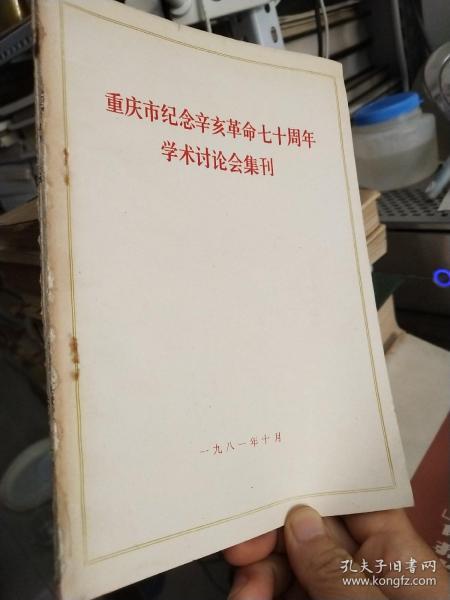 重庆市纪念辛亥革命七十周年
学术讨论会集刊
一九八一年十月
孔夫子旧书网
www.kongfz.com